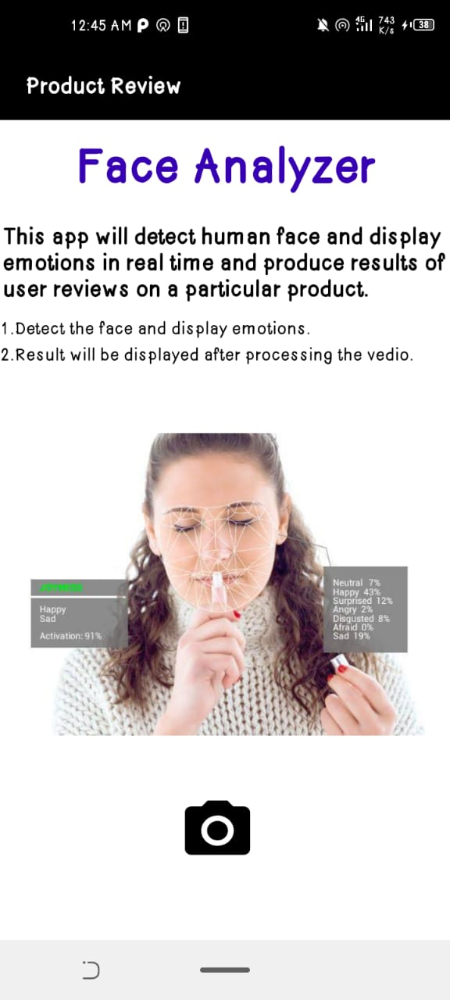 12:45 AM
4G 743 K/s 38
Product Review
Face Analyzer
This app will detect human face and display
emotions in real time and produce results of
user reviews on a particular product.
1.Detect the face and display emotions.
2.Result will be displayed after processing the vedio.
Happy
Sad
Activation: 91%
Neutral 7%
Happy 43%
Surprised 12%
Angry 2%
Disgusted 8%
Afraid 0%
Sad 19%